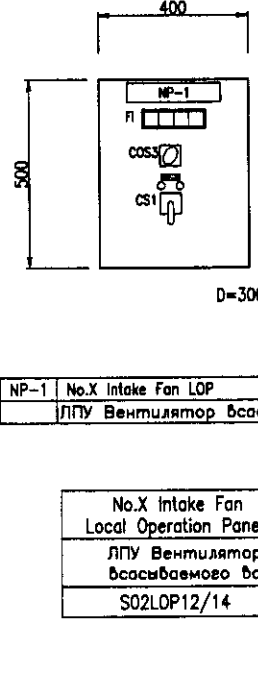 400
500
NP-1
FI
COS3
CS1
D=300
NP-1 No.X Intake Fan LOP
ЛПУ Вентилятор
No.X Intake Fan
Local Operation
ЛПУ Вентилятор
всасываемого
S02LOP12/14